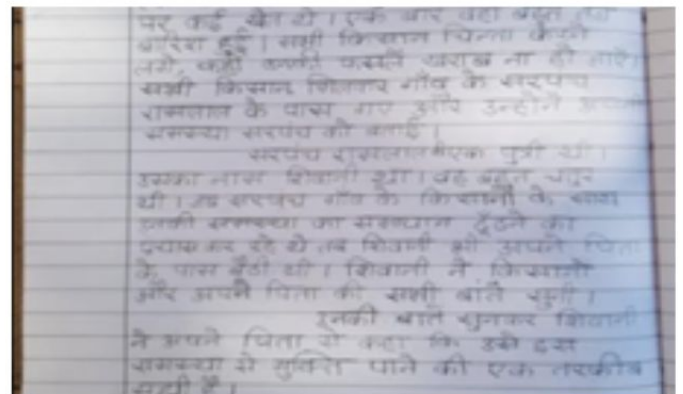 पर कई खेत थे । एक बार वहाँ बहुत तेज
बारिश हुई । सभी किसान चिन्ता करने
लगे, कहीं उनकी फसलें खराब ना हो जाएँ।
सभी किसान मिलकर गाँव के सरपंच
रामलाल के पास गए और उन्होंने अपनी
समस्या सरपंच को बताई ।
सरपंच रामलाल की एक पुत्री थी ।
उसका नाम शिवानी था । वह बहुत चतुर
थी । जब सरपंच गाँव के किसानों के साथ
उनकी समस्या का समाधान ढूँढने का
प्रयास कर रहे थे तब शिवानी भी अपने पिता
के पास बैठी थी । शिवानी ने किसानों
और अपने पिता की सभी बातें सुनी ।
उनकी बातें सुनकर शिवानी
ने अपने पिता से कहा कि उसे इस
समस्या से मुक्ति पाने की एक तरकीब
सूझी है ।